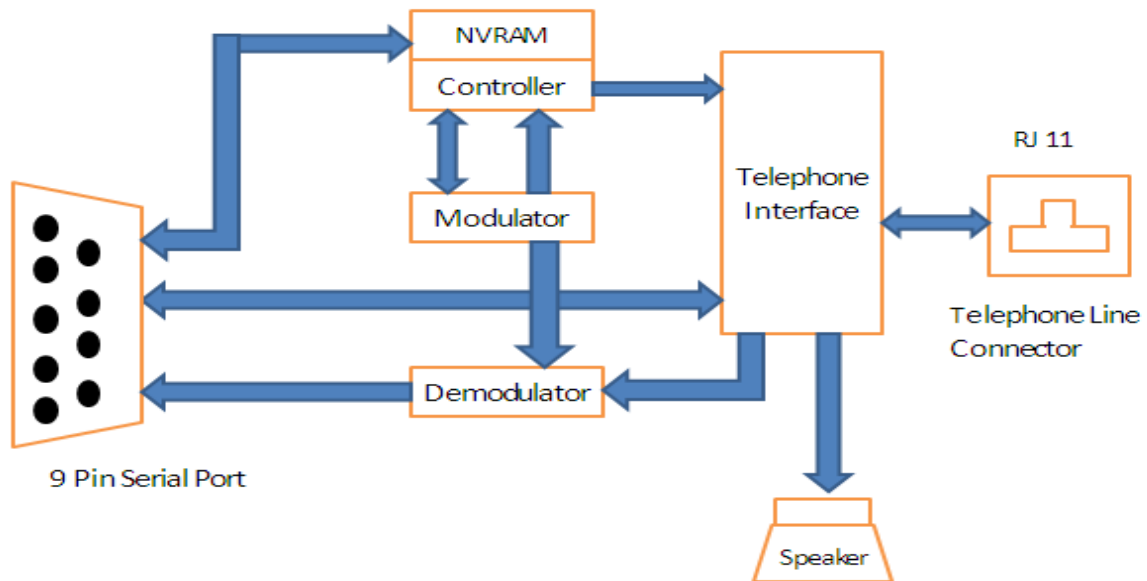 NVRAM
Controller
Modulator
Demodulator
Telephone
Interface
RJ 11
Telephone Line
Connector
9 Pin Serial Port
Speaker